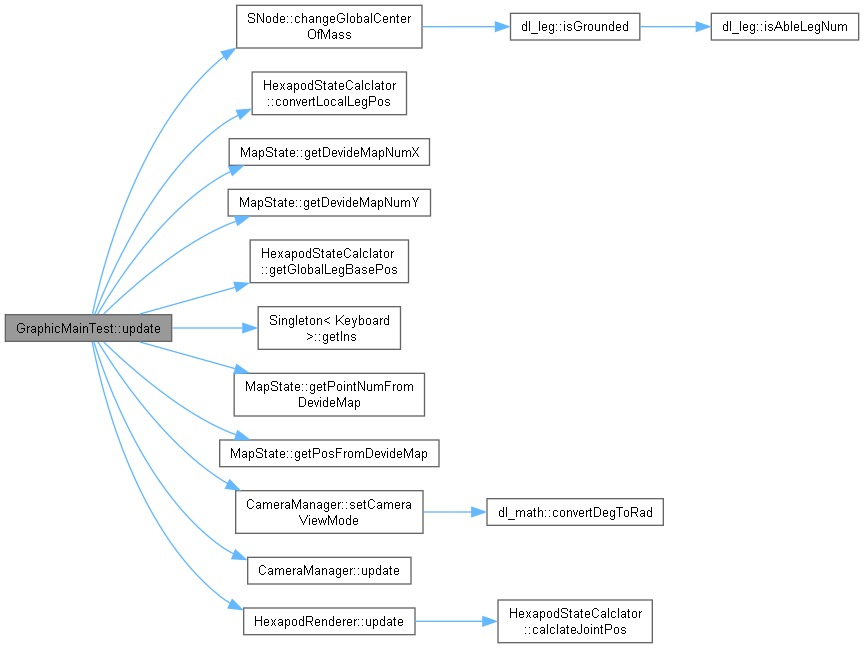 GraphicMainTest::update
SNode::changeGlobalCenter
OfMass
dl_leg::isGrounded
dl_leg::isAbleLegNum
HexapodStateCalclator
::convertLocalLegPos
MapState::getDevideMapNumX
MapState::getDevideMapNumY
HexapodStateCalclator
::getGlobalLegBasePos
Singleton< Keyboard
>::getIns
MapState::getPointNumFrom
DevideMap
MapState::getPosFromDevideMap
CameraManager::setCamera
ViewMode
dl_math::convertDegToRad
CameraManager::update
HexapodRenderer::update
HexapodStateCalclator
::calclateJointPos